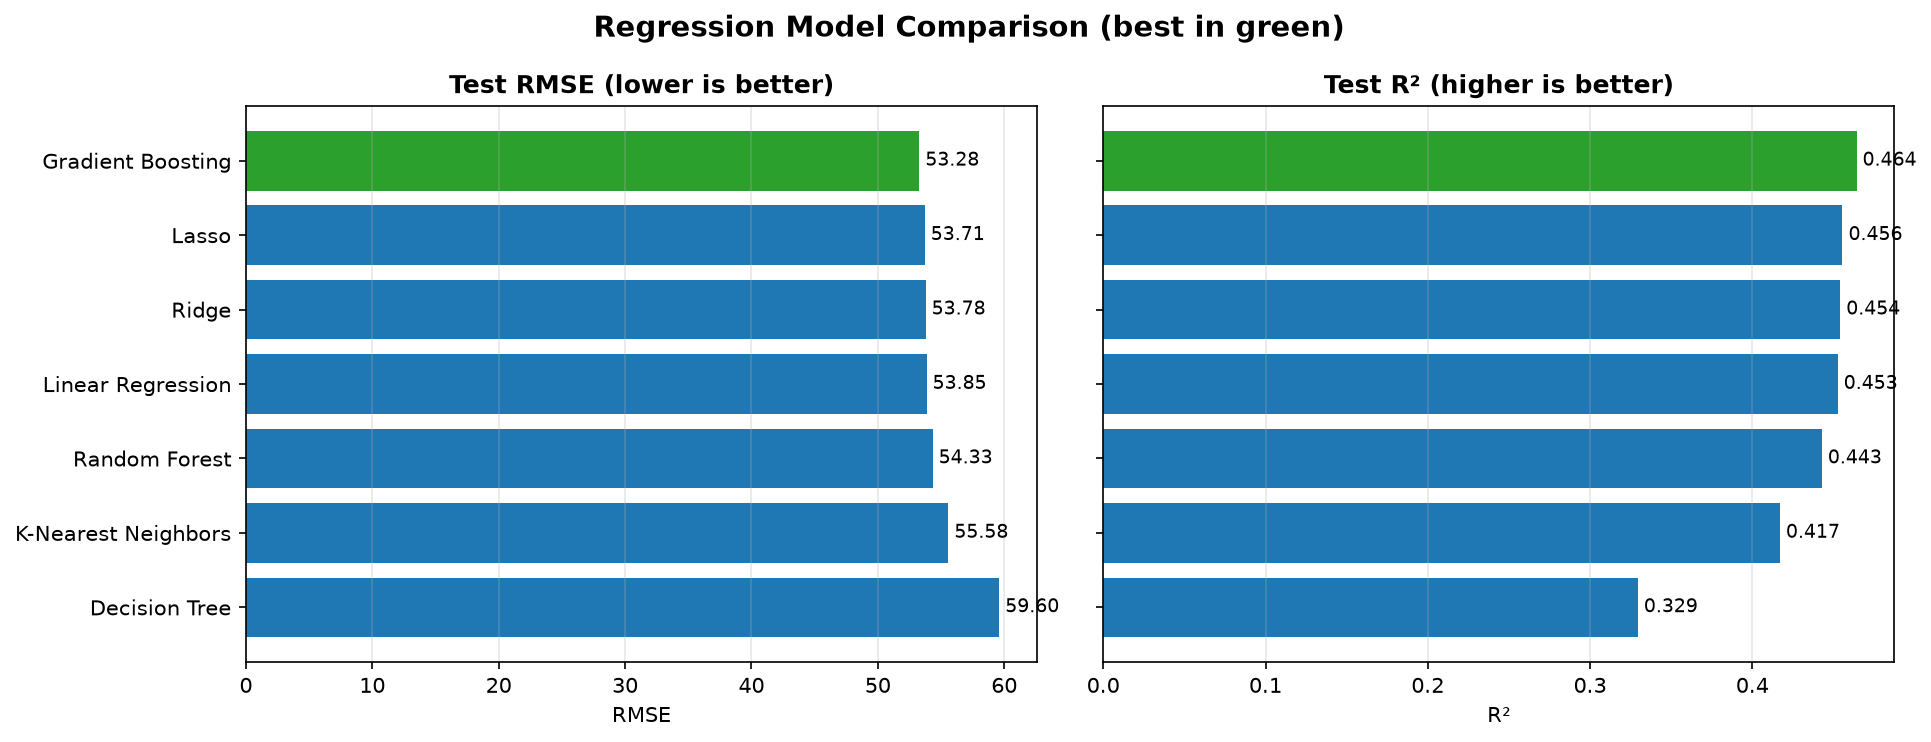 Regression Model Comparison (best in green)
Test RMSE (lower is better)
Gradient Boosting 53.28
Lasso 53.71
Ridge 53.78
Linear Regression 53.85
Random Forest 54.33
K-Nearest Neighbors 55.58
Decision Tree 59.60
0 10 20 30 40 50 60
RMSE
Test R² (higher is better)
0.464
0.456
0.454
0.453
0.443
0.417
0.329
0.0 0.1 0.2 0.3 0.4
R²